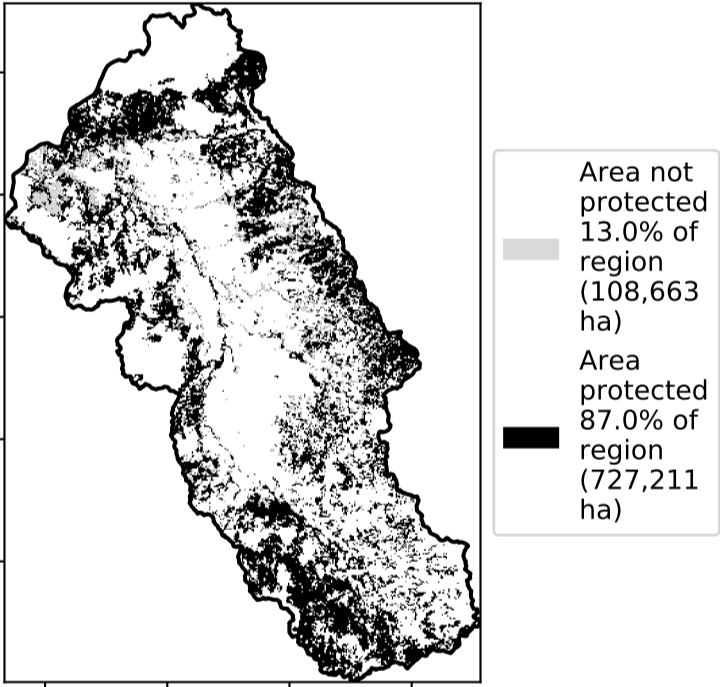 Area not
protected
13.0% of
region
(108,663
ha)
Area
protected
87.0% of
region
(727,211
ha)